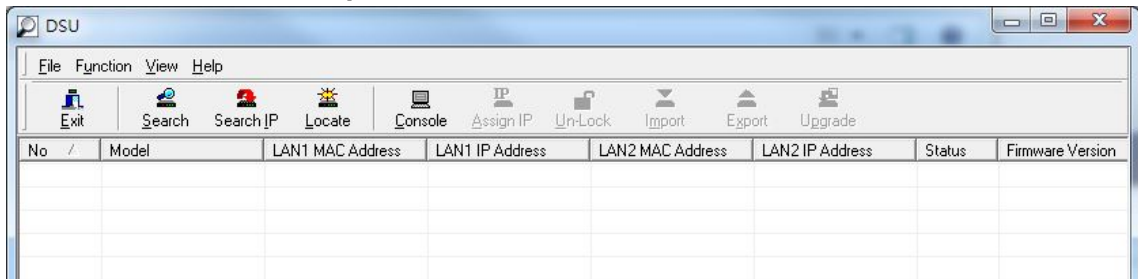 DSU
File Function View Help
Exit Search Search IP Locate Console IP Assign IP Un-Lock Import Export Upgrade
No Model LAN1 MAC Address LAN1 IP Address LAN2 MAC Address LAN2 IP Address Status Firmware Version